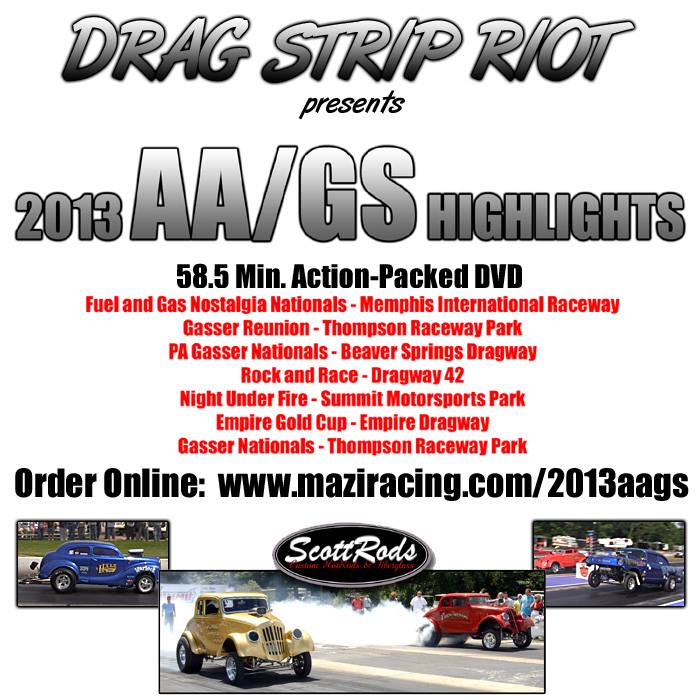 DRAG STRIP RIOT
presents
2013 AA/GS HIGHLIGHTS
58.5 Min. Action-Packed DVD
Fuel and Gas Nostalgia Nationals - Memphis International Raceway
Gasser Reunion - Thompson Raceway Park
PA Gasser Nationals - Beaver Springs Dragway
Rock and Race - Dragway 42
Night Under Fire - Summit Motorsports Park
Empire Gold Cup - Empire Dragway
Gasser Nationals - Thompson Raceway Park
Order Online: www.maziracing.com/2013aags
ScottRods
Custom HotRods & Fiberglass